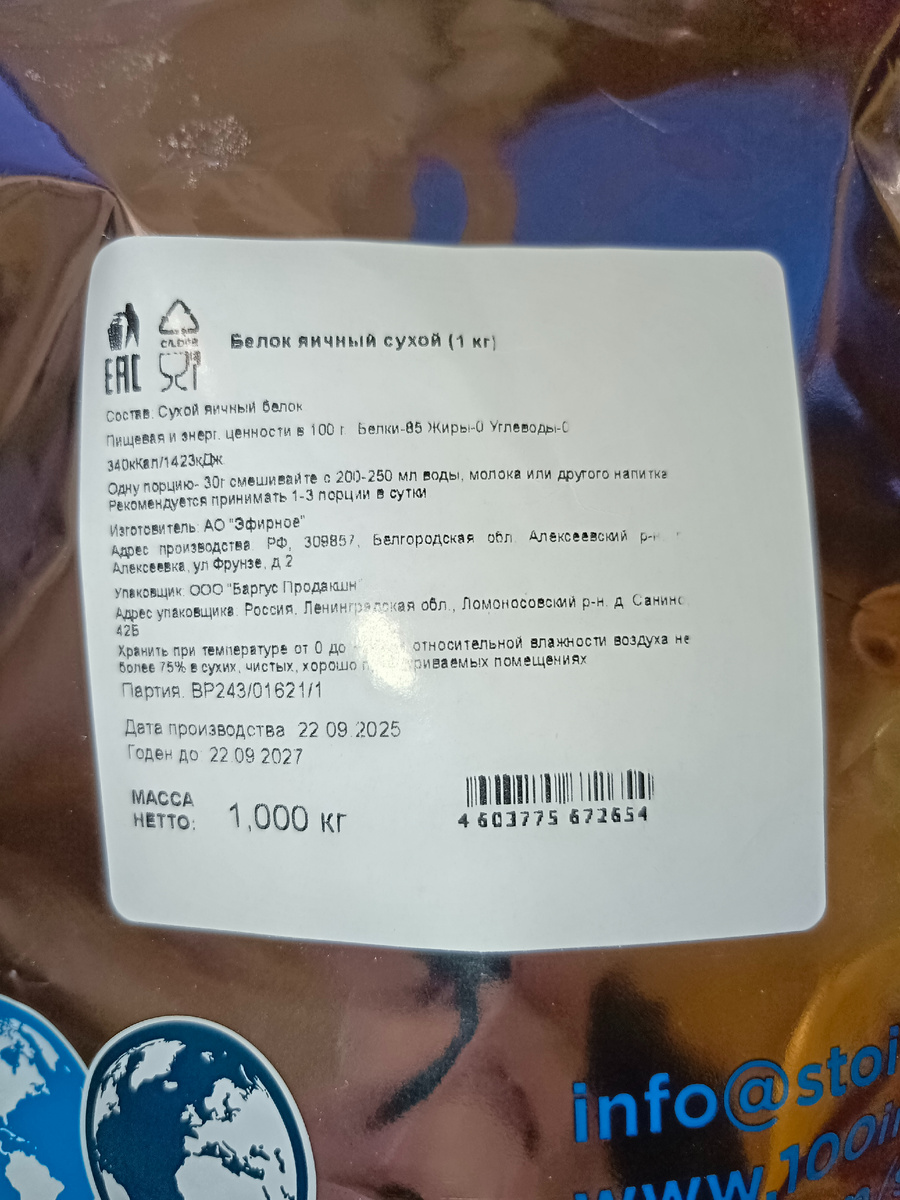 Белок яичный сухой (1 кг)
EAC
Состав: Сухой яичный белок
Пищевая и энерг. ценности в 100 г. Белки-85 Жиры-0 Углеводы-0
340кКал/1423кДж
Одну порцию- 30г смешивайте с 200-250 мл воды, молока или другого напитка
Рекомендуется принимать 1-3 порции в сутки
Изготовитель: АО "Эфирное"
Адрес производства: РФ, 309857, Белгородская обл. Алексеевский р-н
Алексеевка, ул Фрунзе, д 2
Упаковщик: ООО "Баргус Продакшн"
Адрес упаковщика: Россия, Ленинградская обл., Ломоносовский р-н, д Санино,
42Б
Хранить при температуре от 0 до относительной влажности воздуха не
более 75% в сухих, чистых, хорошо проветриваемых помещениях
Партия: ВР243/01621/1
Дата производства 22.09.2025
Годен до 22.09.2027
МАССА
НЕТТО: 1,000 кг
4 603775 672654
info@stoi
www.100in